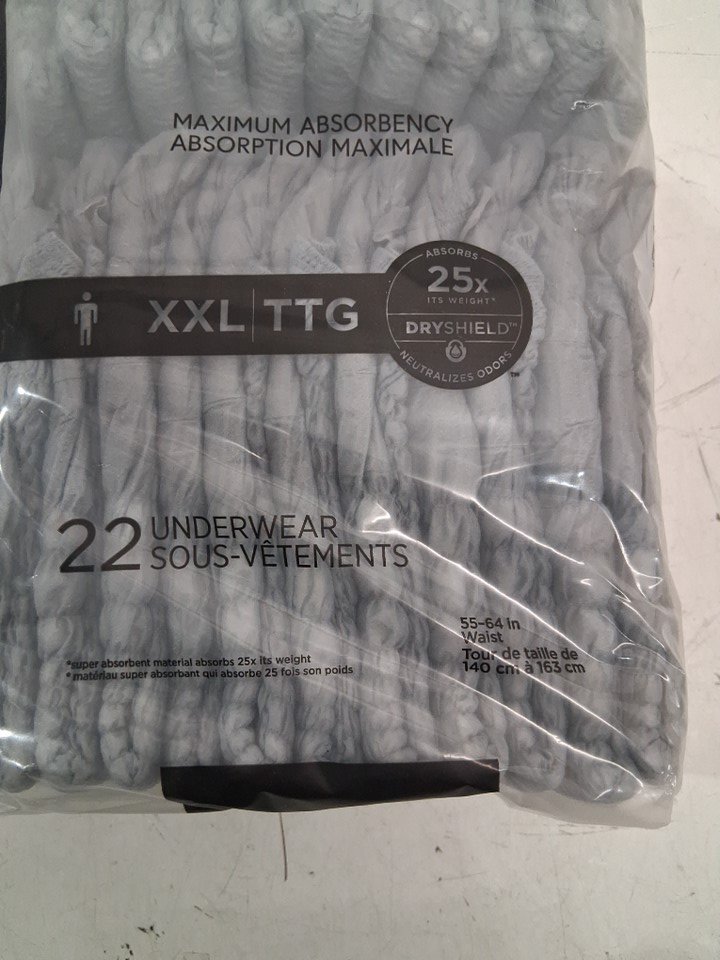 MAXIMUM ABSORBENCY
ABSORPTION MAXIMALE
XXL|TTG
ABSORBS
25x
ITS WEIGHT*
DRYSHIELD™
NEUTRALIZES ODORS™
22 UNDERWEAR
SOUS-VÊTEMENTS
55-64 in
Waist
Tour de taille de
140 cm à 163 cm
*super absorbent material absorbs 25x its weight
*matériau super absorbant qui absorbe 25 fois son poids